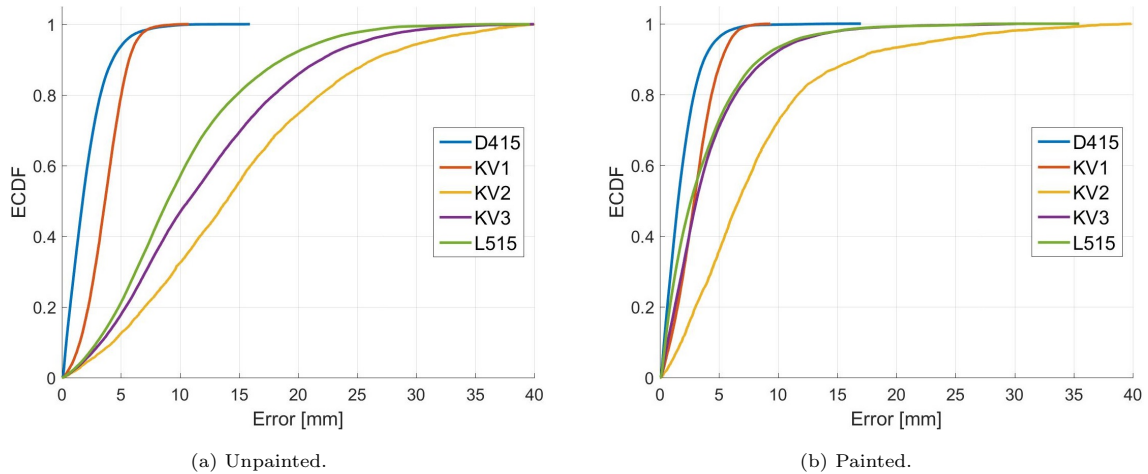 1
0.8
0.6
0.4
0.2
0
ECDF
0 5 10 15 20 25 30 35 40
Error [mm]
D415
KV1
KV2
KV3
L515
(a) Unpainted.
1
0.8
0.6
0.4
0.2
0
ECDF
0 5 10 15 20 25 30 35 40
Error [mm]
D415
KV1
KV2
KV3
L515
(b) Painted.